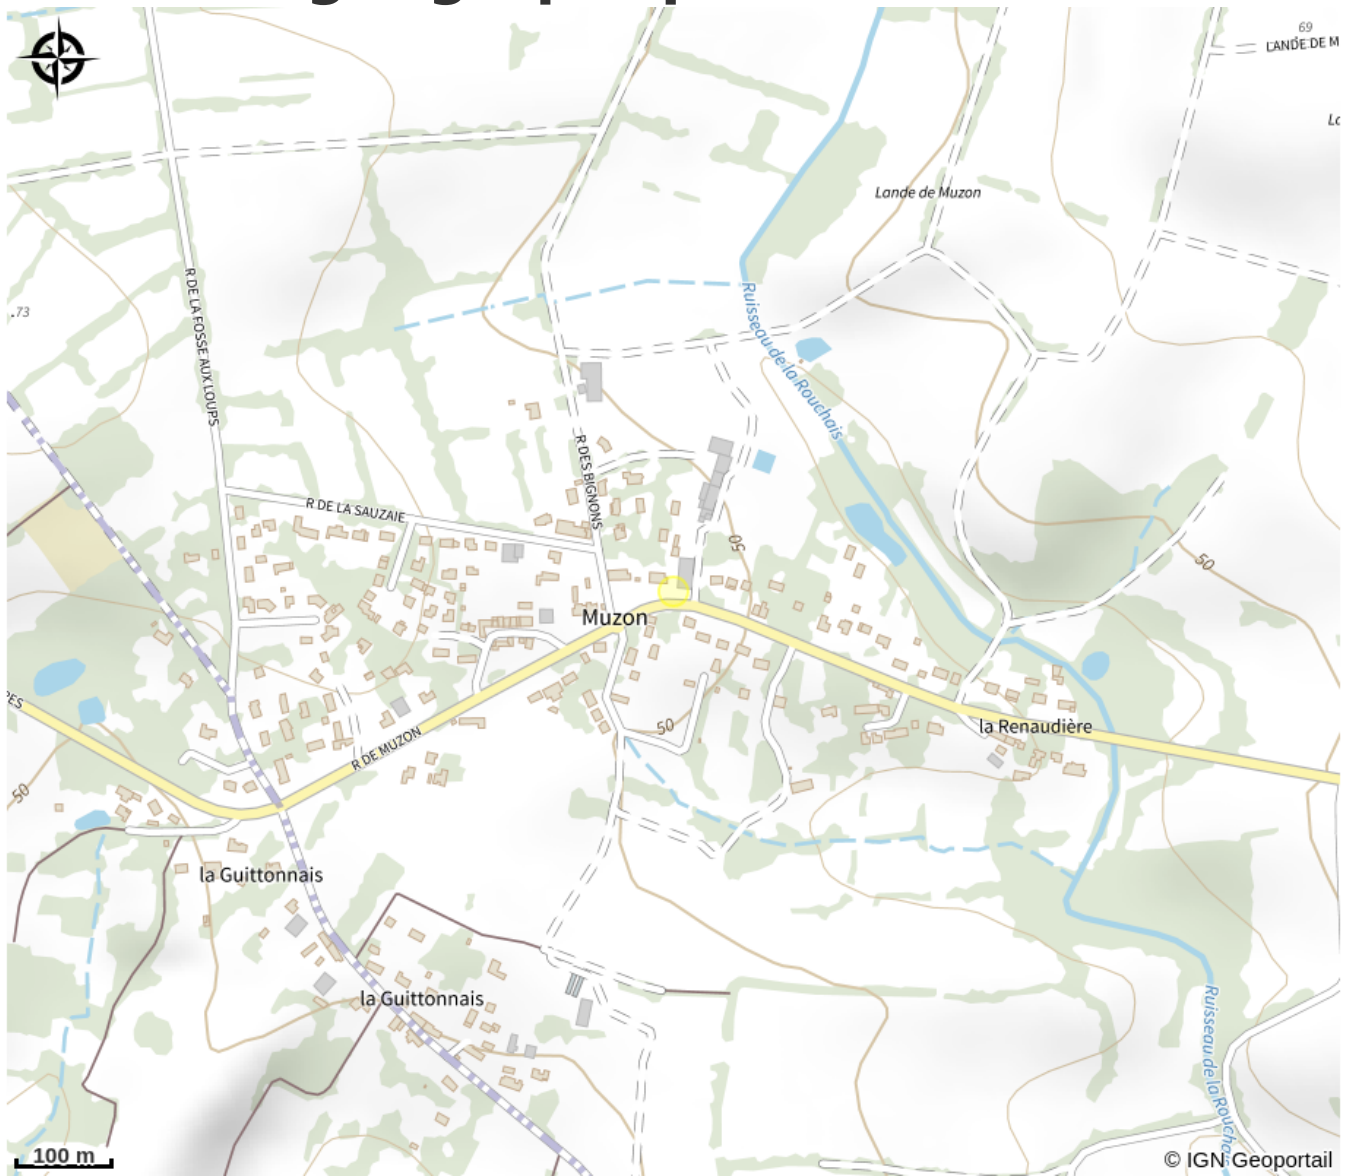 69
LANDE DE M
Lande de Muzon
R DE LA FOSSE AUX LOUPS
73
Ruisseau de la Rouchais
R DES BIGNONS
R DE LA SAUZAIE
50
50
Muzon
50
la Renaudière
R DE MUZON
50
la Guittonnais
la Guittonnais
Ruisseau de la Rouchais
100 m
© IGN Geoportail